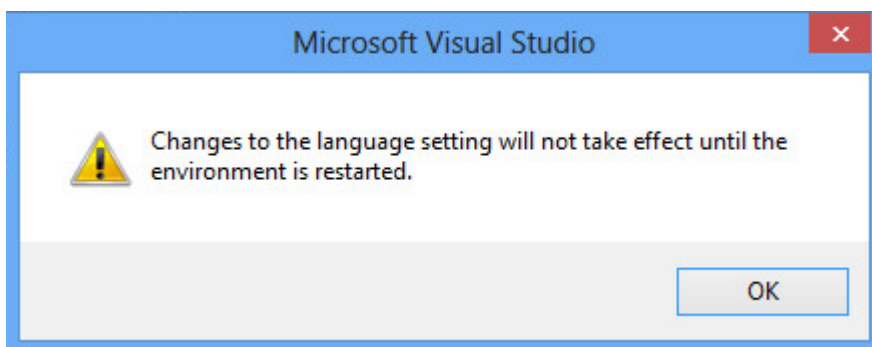 Microsoft Visual Studio
Changes to the language setting will not take effect until the
environment is restarted.
OK